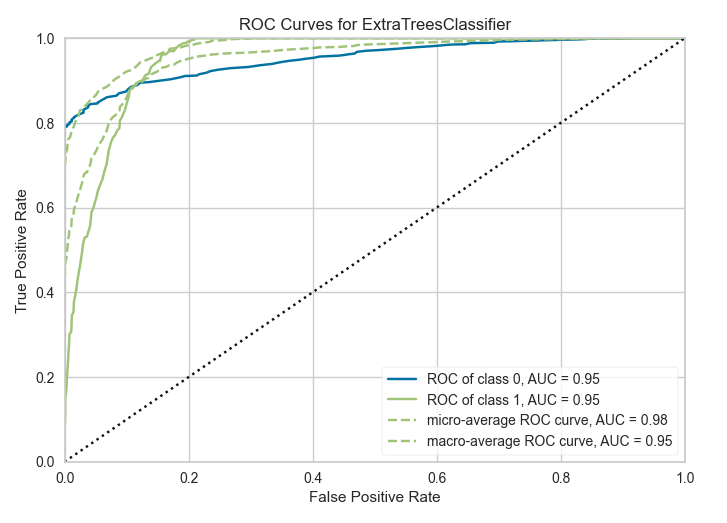 ROC Curves for ExtraTreesClassifier
1.0
0.8
0.6
0.4
0.2
0.0
True Positive Rate
ROC of class 0, AUC = 0.95
ROC of class 1, AUC = 0.95
micro-average ROC curve, AUC = 0.98
macro-average ROC curve, AUC = 0.95
0.0 0.2 0.4 0.6 0.8 1.0
False Positive Rate